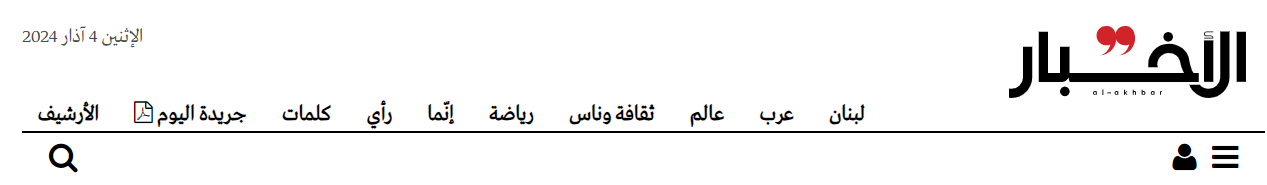 الإثنين 4 آذار 2024
الأخبار
al-akhbar
لبنان عرب عالم ثقافة وناس رياضة إنّما رأي كلمات جريدة اليوم الأرشيف